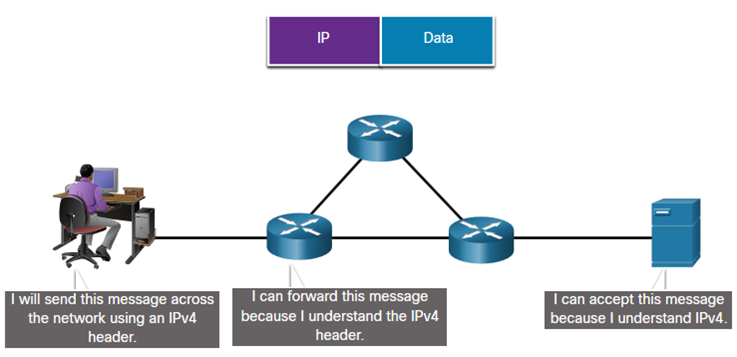 IP
Data
I will send this message across
the network using an IPv4
header.
I can forward this message
because I understand the IPv4
header.
I can accept this message
because I understand IPv4.